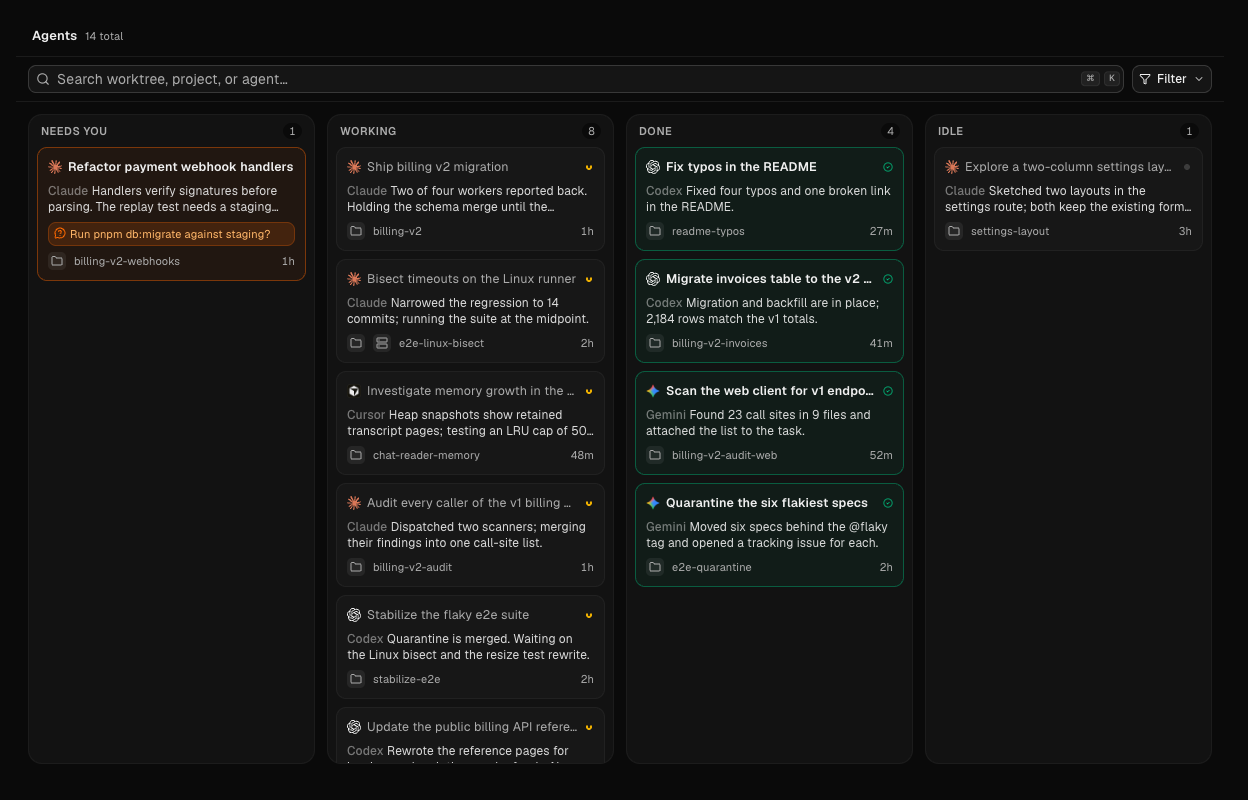 Agents 14 total
Search worktree, project, or agent…
⌘ K
Filter
NEEDS YOU 1
Refactor payment webhook handlers
Claude Handlers verify signatures before
parsing. The replay test needs a staging…
Run pnpm db:migrate against staging?
billing-v2-webhooks 1h
WORKING 8
Ship billing v2 migration
Claude Two of four workers reported back.
Holding the schema merge until the…
billing-v2 1h
Bisect timeouts on the Linux runner
Claude Narrowed the regression to 14
commits; running the suite at the midpoint.
e2e-linux-bisect 2h
Investigate memory growth in the …
Cursor Heap snapshots show retained
transcript pages; testing an LRU cap of 50…
chat-reader-memory 48m
Audit every caller of the v1 billing …
Claude Dispatched two scanners; merging
their findings into one call-site list.
billing-v2-audit 1h
Stabilize the flaky e2e suite
Codex Quarantine is merged. Waiting on
the Linux bisect and the resize test rewrite.
stabilize-e2e 2h
Update the public billing API refere…
Codex Rewrote the reference pages for
DONE 4
Fix typos in the README
Codex Fixed four typos and one broken link
in the README.
readme-typos 27m
Migrate invoices table to the v2 …
Codex Migration and backfill are in place;
2,184 rows match the v1 totals.
billing-v2-invoices 41m
Scan the web client for v1 endpo…
Gemini Found 23 call sites in 9 files and
attached the list to the task.
billing-v2-audit-web 52m
Quarantine the six flakiest specs
Gemini Moved six specs behind the @flaky
tag and opened a tracking issue for each.
e2e-quarantine 2h
IDLE 1
Explore a two-column settings lay…
Claude Sketched two layouts in the
settings route; both keep the existing form…
settings-layout 3h